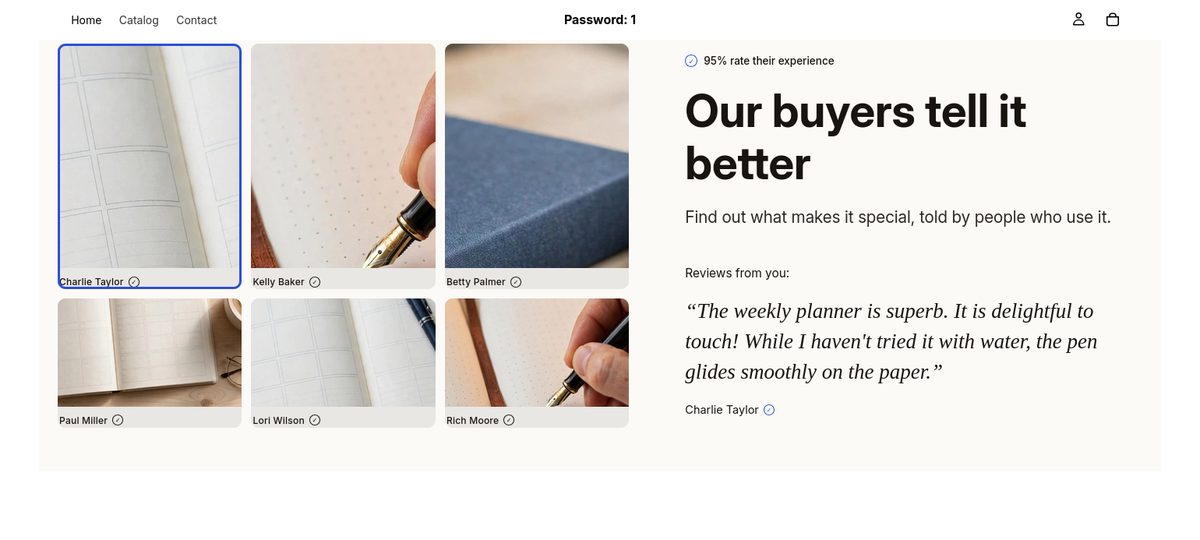 Home Catalog Contact
Password: 1
Charlie Taylor
Kelly Baker
Betty Palmer
Paul Miller
Lori Wilson
Rich Moore
95% rate their experience
Our buyers tell it
better
Find out what makes it special, told by people who use it.
Reviews from you:
“The weekly planner is superb. It is delightful to
touch! While I haven't tried it with water, the pen
glides smoothly on the paper.”
Charlie Taylor